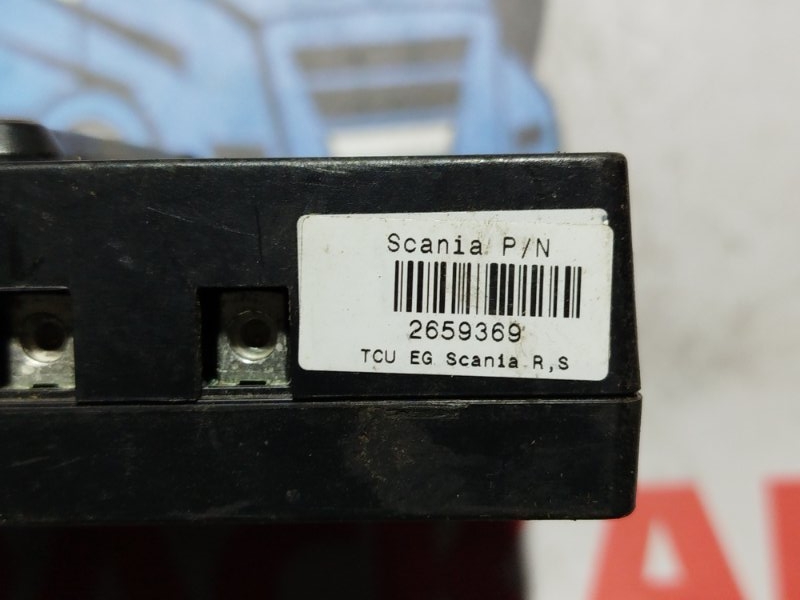 Scania P/N
2659369
TCU EG Scania R,S